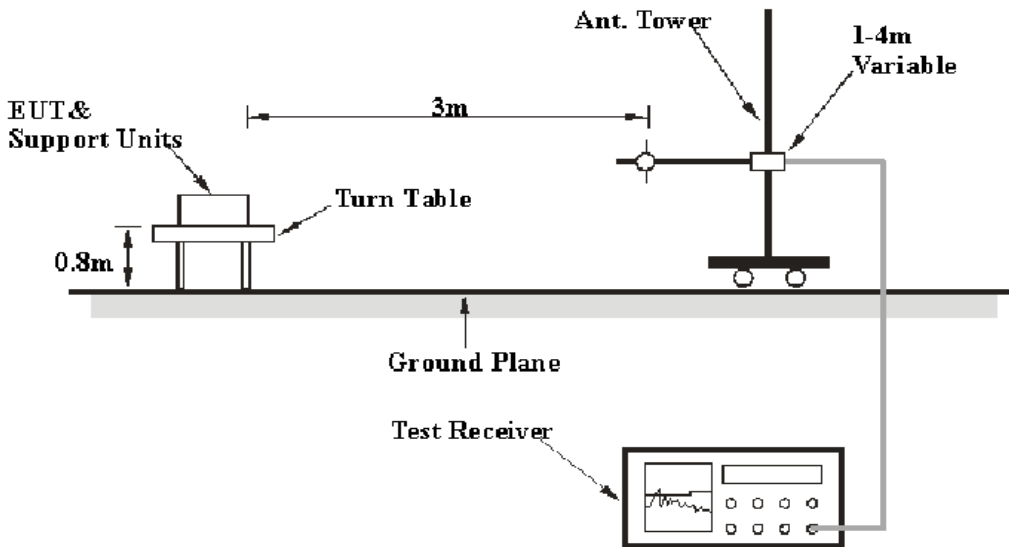 Ant. Tower
1-4m
Variable
3m
EUT&
Support Units
Turn Table
0.8m
Ground Plane
Test Receiver